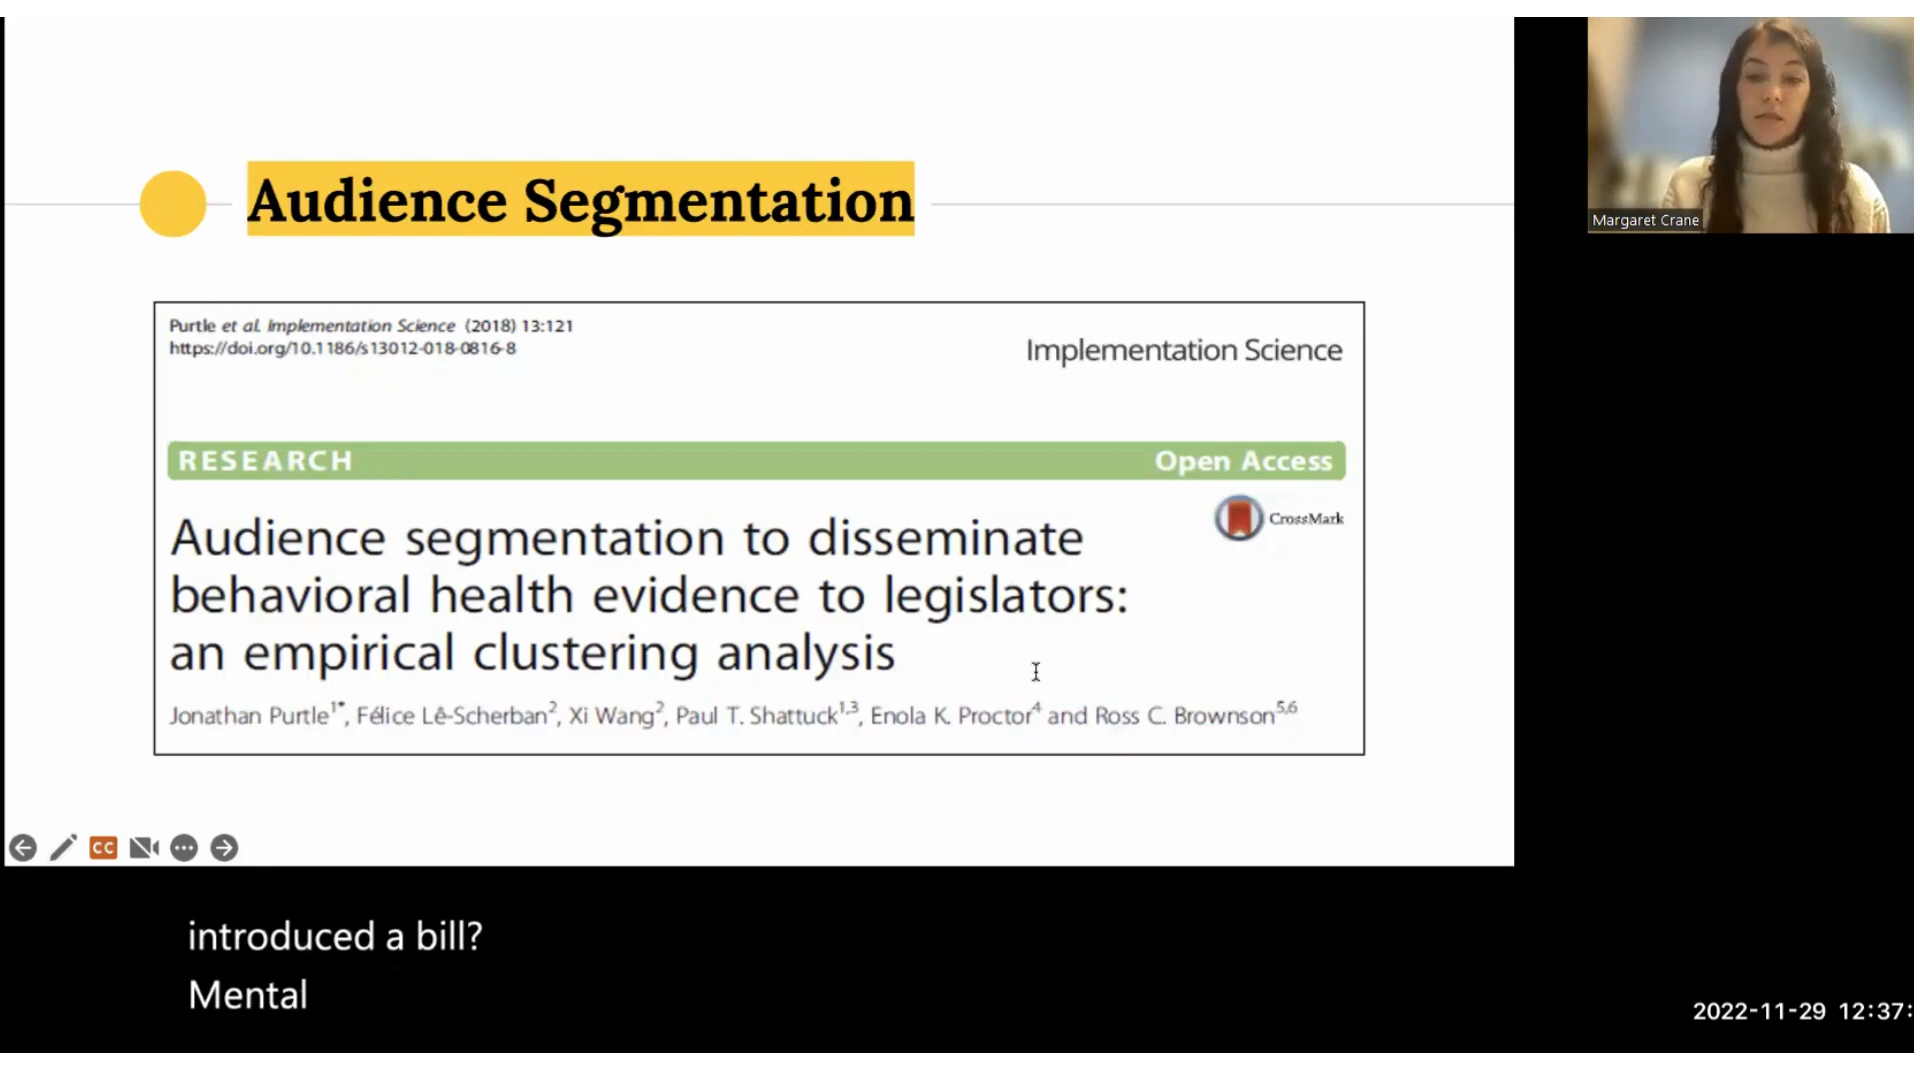 Audience Segmentation
Purtle et al. Implementation Science (2018) 13:121
https://doi.org/10.1186/s13012-018-0816-8
Implementation Science
RESEARCH
Open Access
CrossMark
Audience segmentation to disseminate
behavioral health evidence to legislators:
an empirical clustering analysis
Jonathan Purtle1*, Félice Lê-Scherban2, Xi Wang2, Paul T. Shattuck1,3, Enola K. Proctor4 and Ross C. Brownson5,6
Margaret Crane
CC
introduced a bill?
Mental
2022-11-29 12:37: